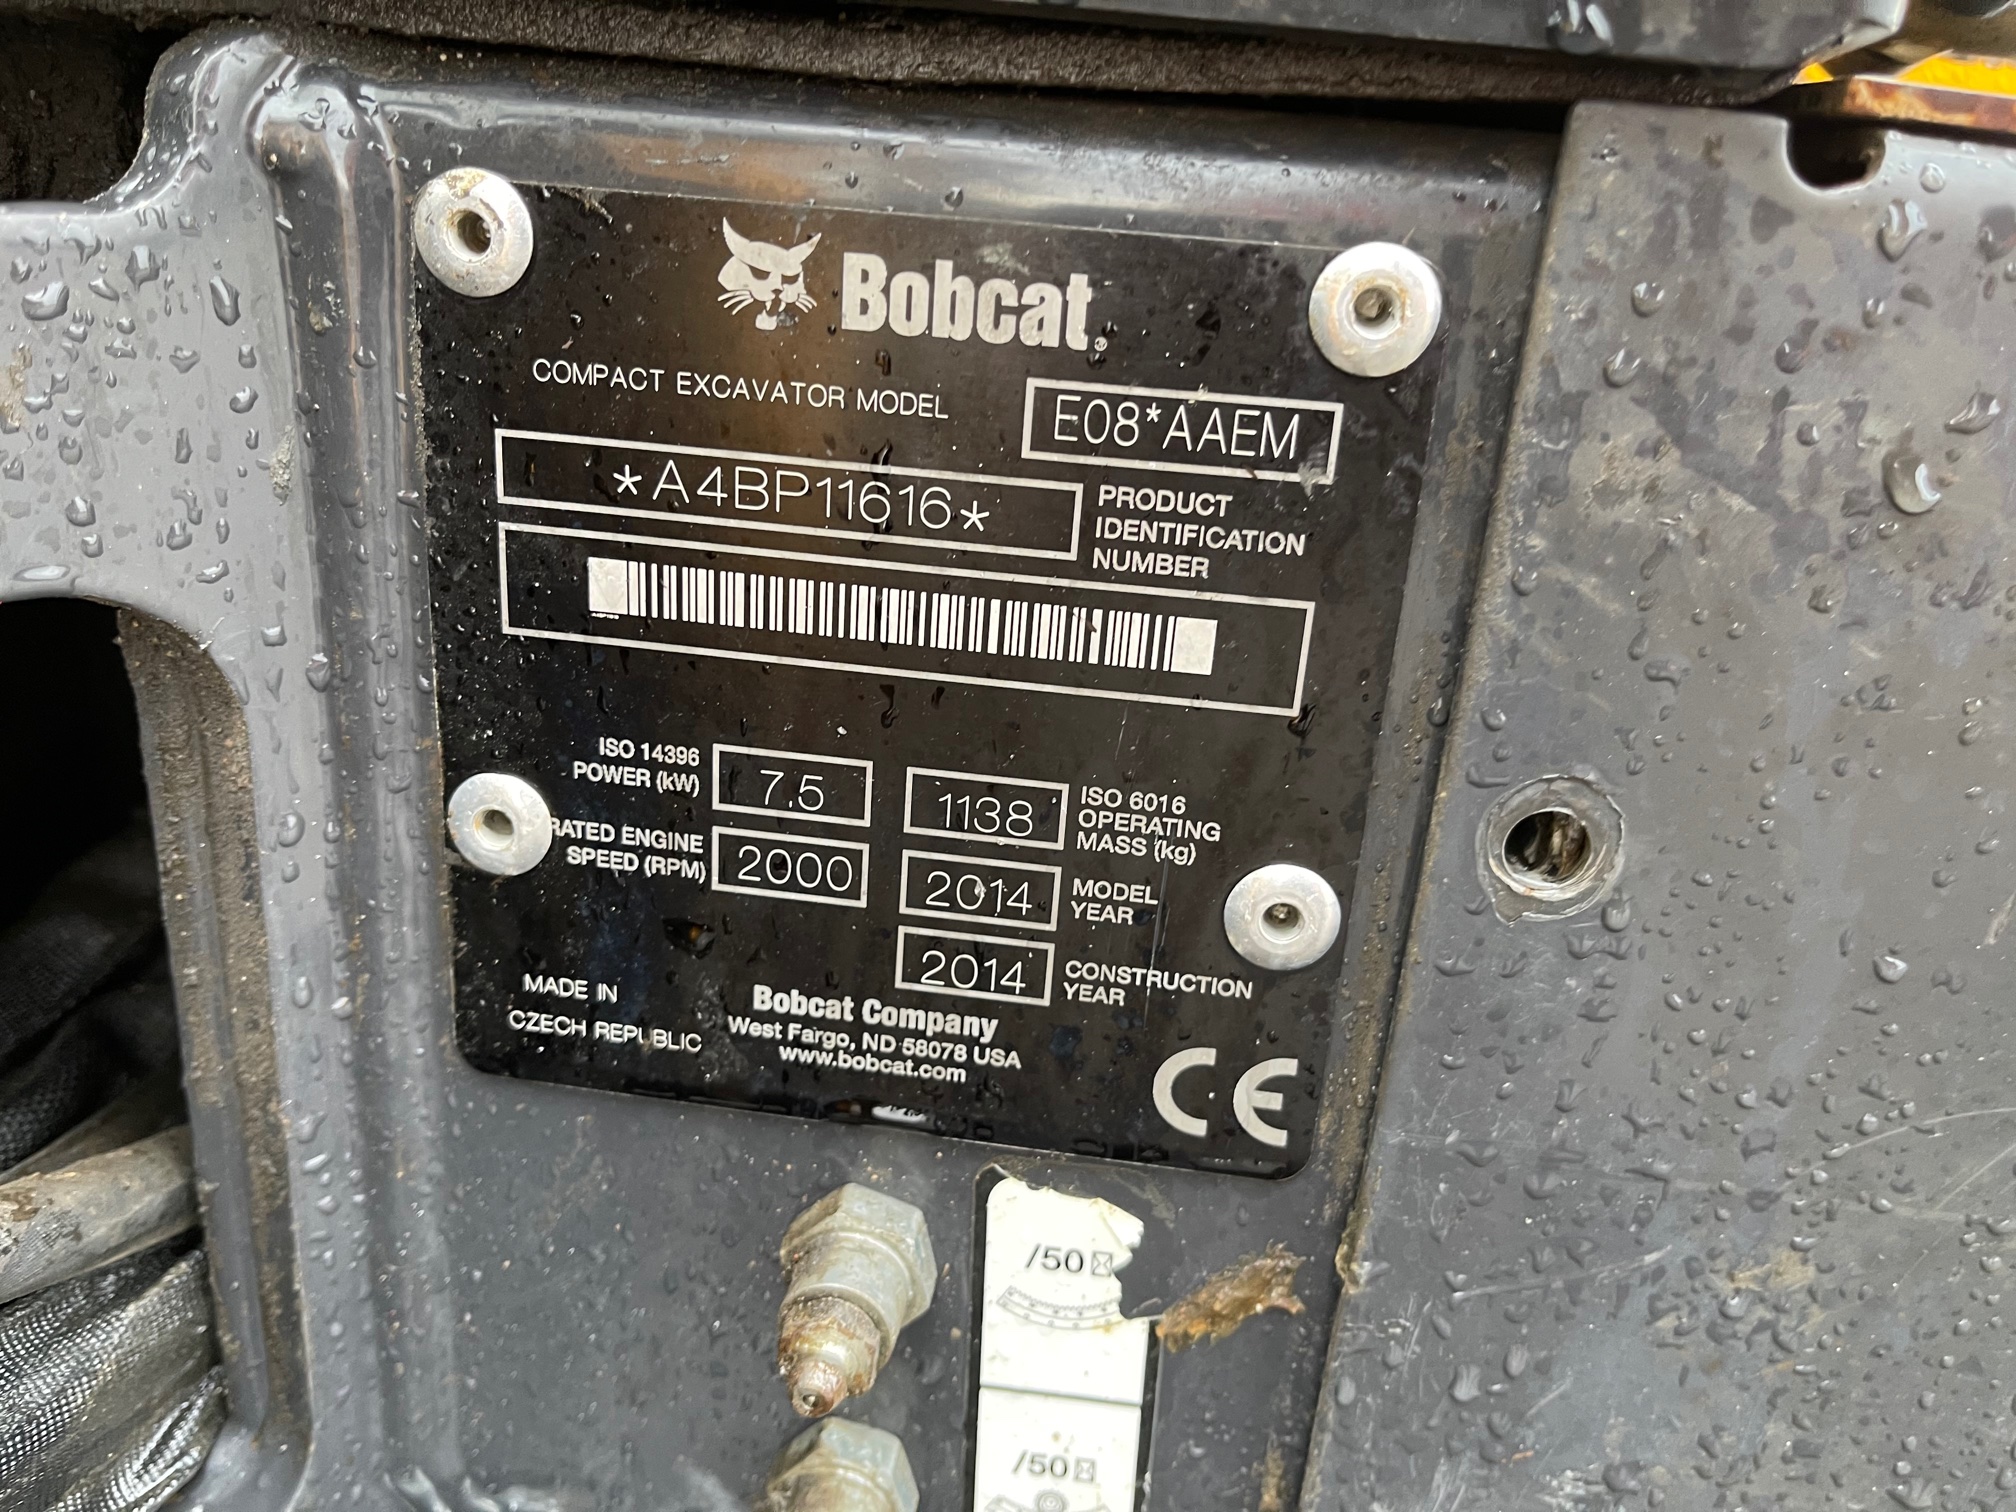 Bobcat®
COMPACT EXCAVATOR MODEL
E08*AAEM
*A4BP11616*
PRODUCT
IDENTIFICATION
NUMBER
ISO 14396
POWER (kW)
7.5
1138
ISO 6016
OPERATING
MASS (kg)
RATED ENGINE
SPEED (RPM)
2000
2014
MODEL
YEAR
2014
CONSTRUCTION
YEAR
MADE IN
CZECH REPUBLIC
Bobcat Company
West Fargo, ND 58078 USA
www.bobcat.com
CE
/50
/50